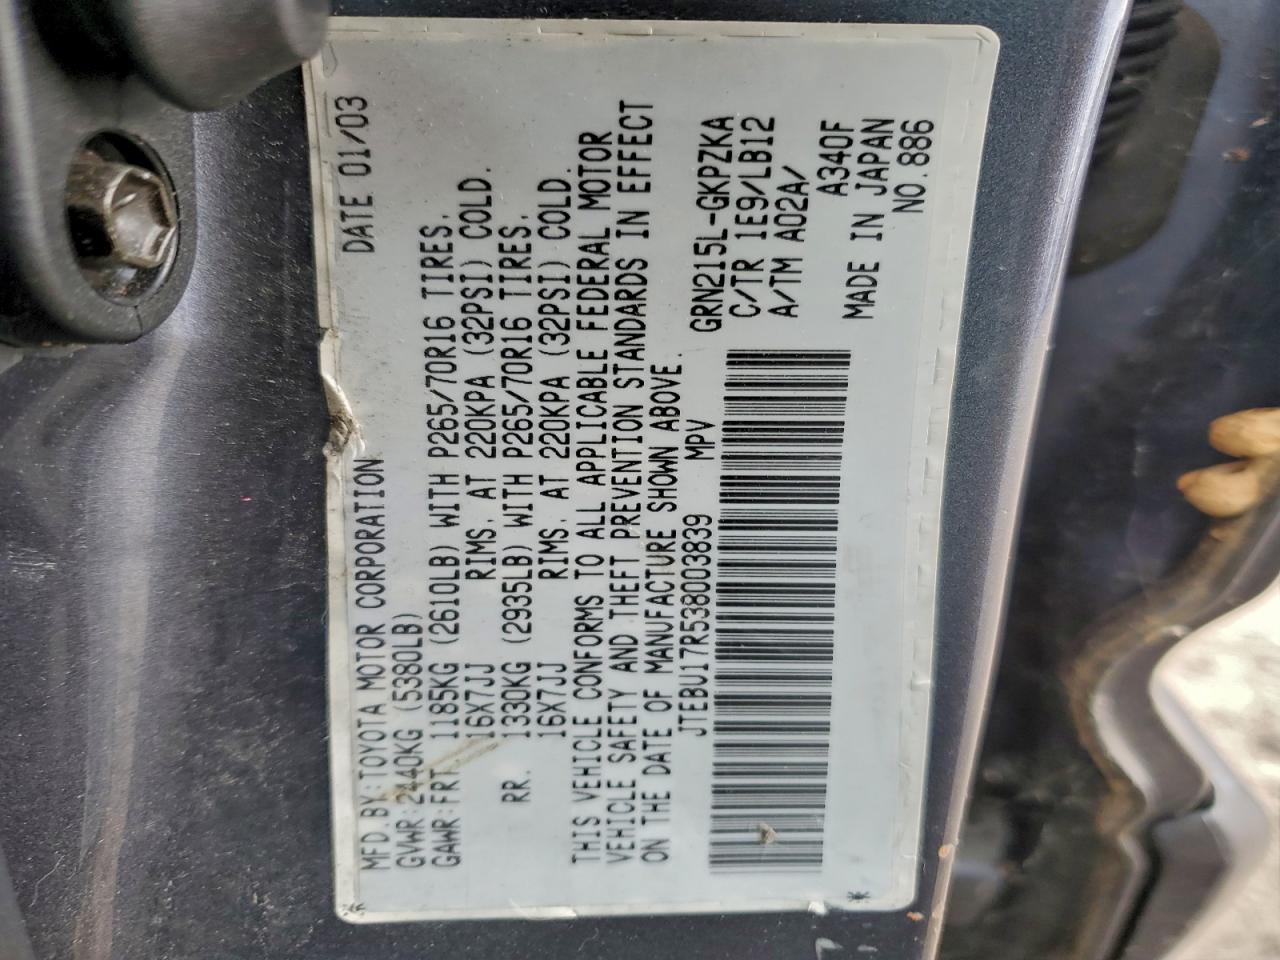 MFD.BY:TOYOTA MOTOR CORPORATION DATE 01/03
GVWR:2440KG (5380LB)
GAWR:FRT. 1185KG (2610LB) WITH P265/70R16 TIRES,
16X7JJ RIMS, AT 220KPA (32PSI) COLD.
RR. 1330KG (2935LB) WITH P265/70R16 TIRES,
16X7JJ RIMS, AT 220KPA (32PSI) COLD.
THIS VEHICLE CONFORMS TO ALL APPLICABLE FEDERAL MOTOR
VEHICLE SAFETY AND THEFT PREVENTION STANDARDS IN EFFECT
ON THE DATE OF MANUFACTURE SHOWN ABOVE.
JTEBU17R538003839 MPV GRN215L-GKPZKA
C/TR 1E9/LB12
A/TM A02A/
A340F
MADE IN JAPAN
NO.886